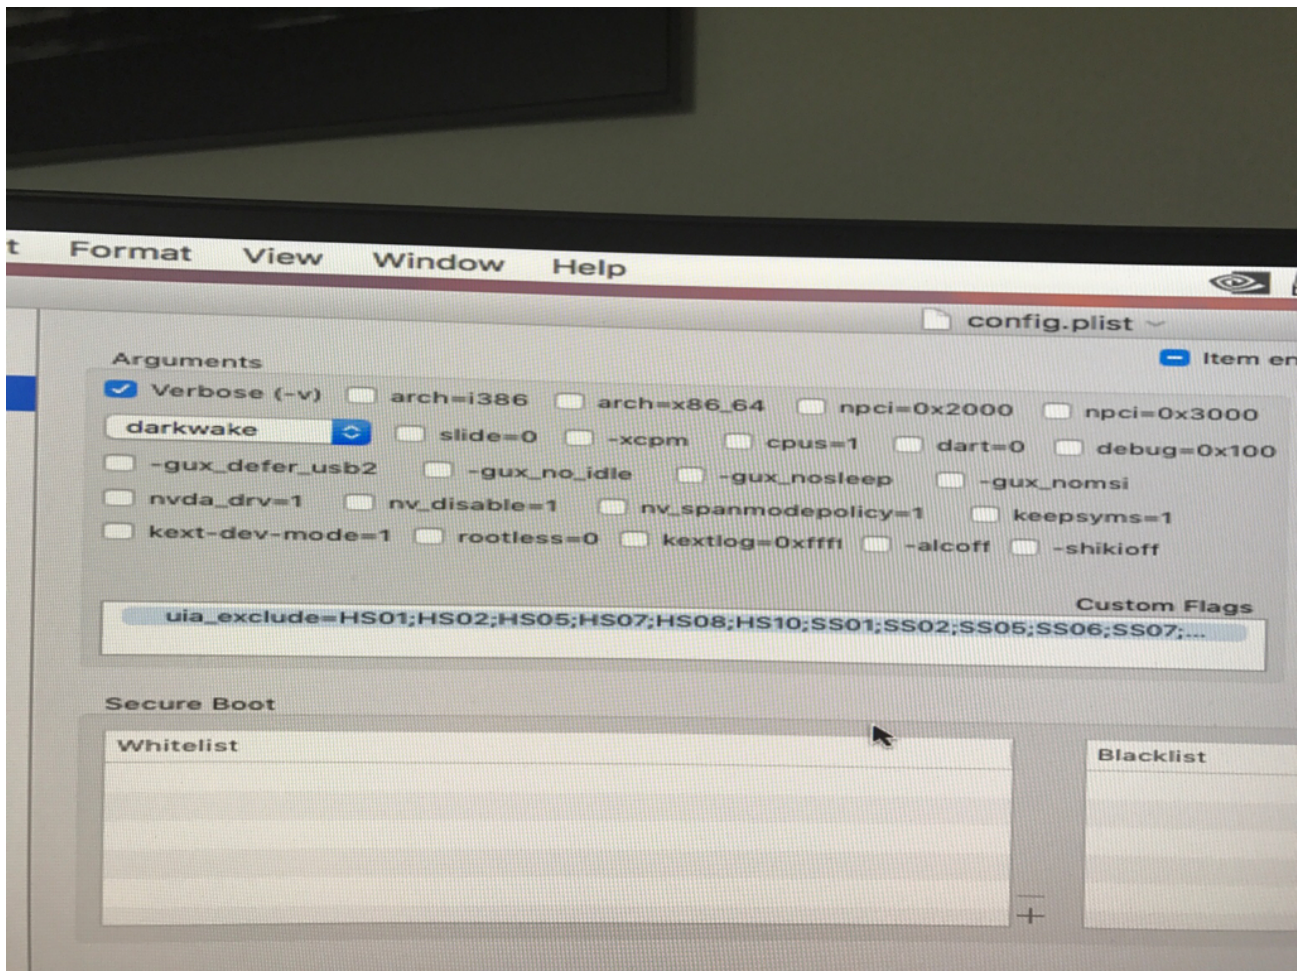 t Format View Window Help
config.plist
Arguments
Item en
Verbose (-v) arch=i386 arch=x86_64 npci=0x2000 npci=0x3000
darkwake slide=0 -xcpm cpus=1 dart=0 debug=0x100
-gux_defer_usb2 -gux_no_idle -gux_nosleep -gux_nomsi
nvda_drv=1 nv_disable=1 nv_spanmodepolicy=1 keepsyms=1
kext-dev-mode=1 rootless=0 kextlog=0xffff -alcoff -shikioff
Custom Flags
uia_exclude=HS01;HS02;HS05;HS07;HS08;HS10;SS01;SS02;SS05;SS06;SS07;...
Secure Boot
Whitelist
Blacklist
+